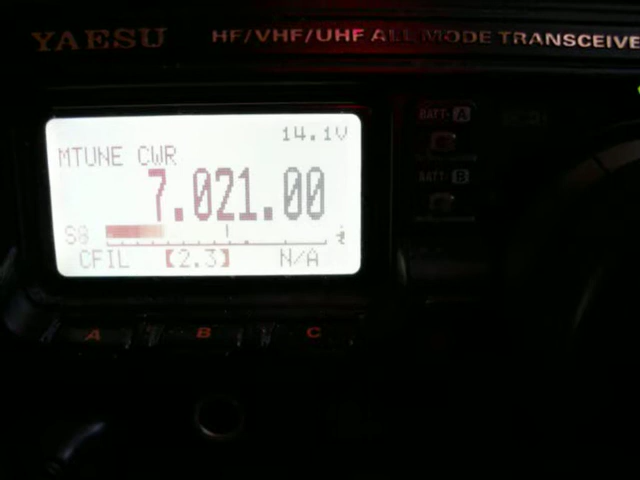 YAESU HF/VHF/UHF ALL MODE TRANSCEIVE
14.1V
MTUNE CWR
7.021.00
S0
CFIL 【2.3】 N/A
BATT-A
BATT-B
A B C